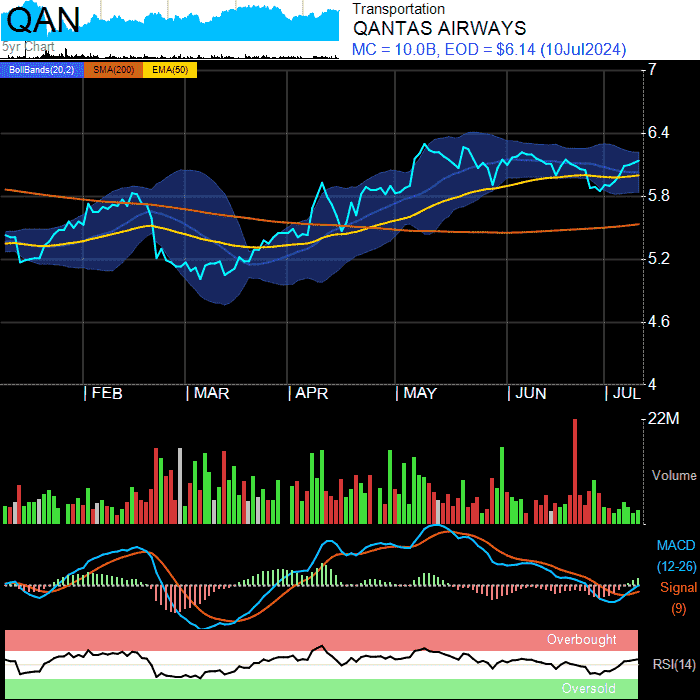 QAN
5yr Chart
Transportation
QANTAS AIRWAYS
MC = 10.0B, EOD = $6.14 (10Jul2024)
BollBands(20,2) SMA(200) EMA(50)
7
6.4
5.8
5.2
4.6
4
FEB MAR APR MAY JUN JUL
22M
Volume
MACD
(12-26)
Signal
(9)
Overbought
RSI(14)
Oversold